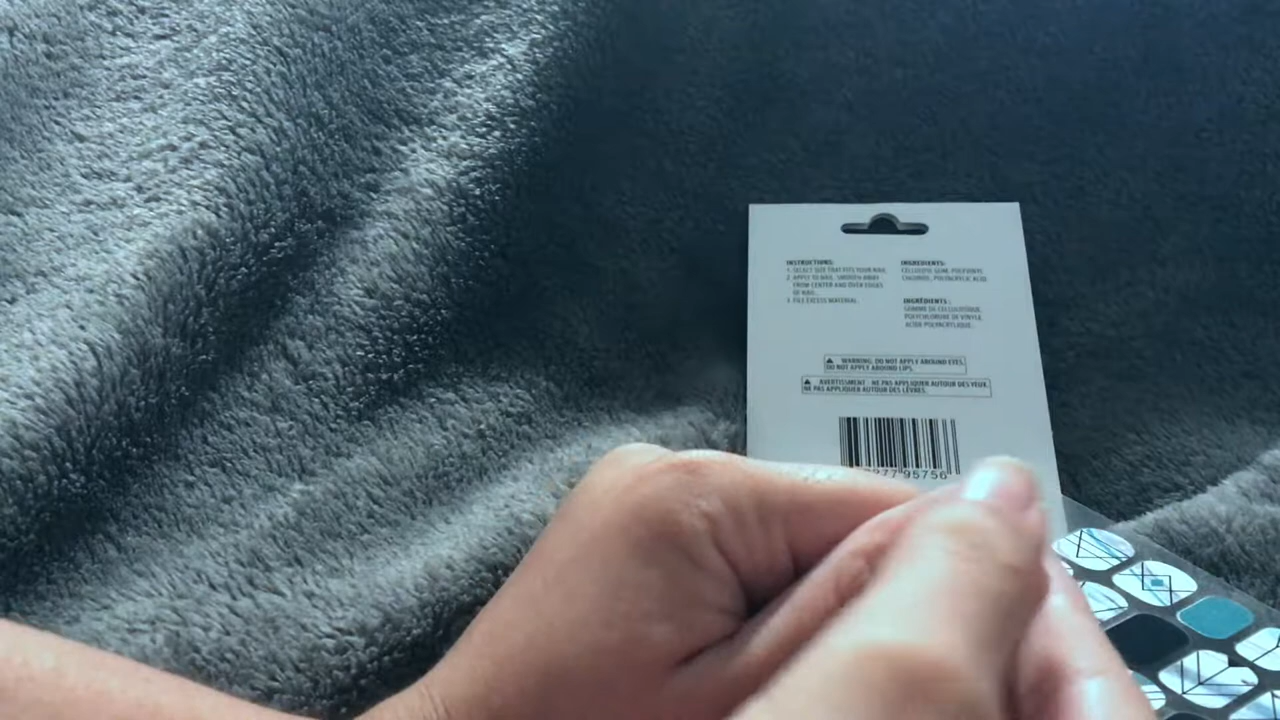 INSTRUCTIONS:
1. SELECT SIZE THAT FITS YOUR NAIL.
2. APPLY TO NAIL. SMOOTH AWAY
FROM CENTER AND OVER EDGES
OF NAIL.
3. FILE EXCESS MATERIAL.
INGREDIENTS:
CELLULOSE GUM, POLYVINYL
CHLORIDE, POLYACRYLIC ACID.
INGRÉDIENTS :
GOMME DE CELLULOSIQUE,
POLYCHLORURE DE VINYLE,
ACIDE POLYACRYLIQUE.
WARNING: DO NOT APPLY AROUND EYES.
DO NOT APPLY AROUND LIPS.
AVERTISSEMENT : NE PAS APPLIQUER AUTOUR DES YEUX.
NE PAS APPLIQUER AUTOUR DES LÈVRES.
277 95756